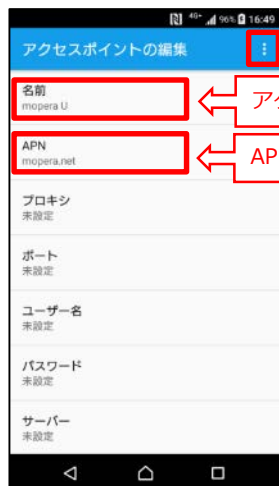 4G+ 96% 16:49
アクセスポイントの編集
名前
mopera U
アク
APN
mopera.net
AP
プロキシ
未設定
ポート
未設定
ユーザー名
未設定
パスワード
未設定
サーバー
未設定